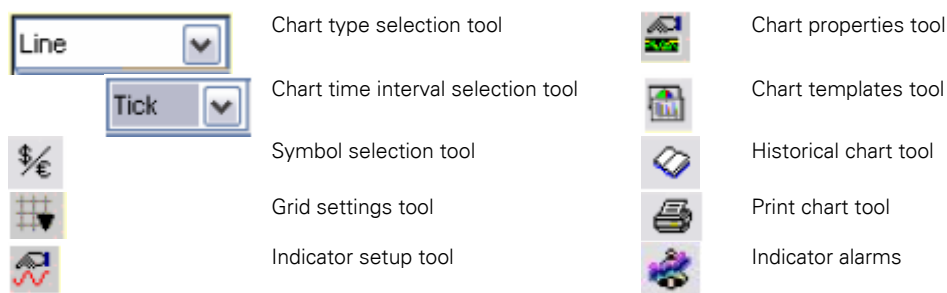 Line
Chart type selection tool
Chart properties tool
Tick
Chart time interval selection tool
Chart templates tool
$/€
Symbol selection tool
Historical chart tool
Grid settings tool
Print chart tool
Indicator setup tool
Indicator alarms